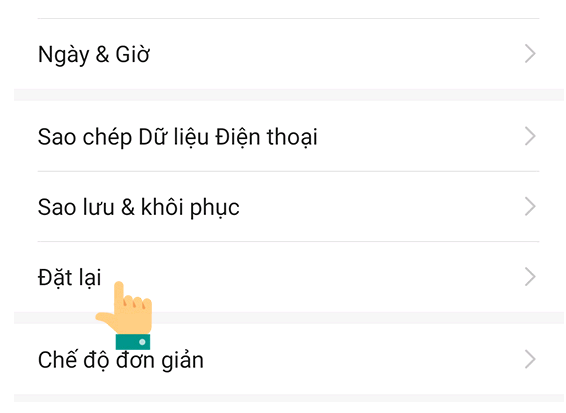 Ngày & Giờ
Sao chép Dữ liệu Điện thoại
Sao lưu & khôi phục
Đặt lại
Chế độ đơn giản